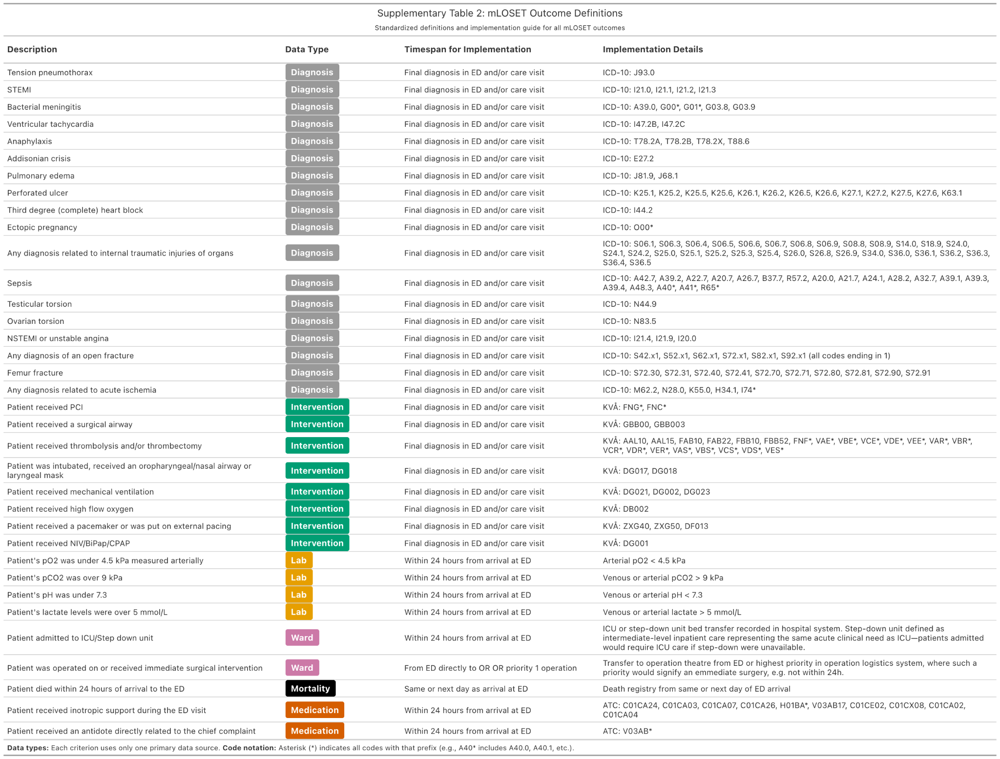 Supplementary Table 2: mLOSET Outcome Definitions
Standardized definitions and implementation guide for all mLOSET outcomes
Description Data Type Timespan for Implementation Implementation Details
Tension pneumothorax Diagnosis Final diagnosis in ED and/or care visit ICD-10: J93.0
STEMI Diagnosis Final diagnosis in ED and/or care visit ICD-10: I21.0, I21.1, I21.2, I21.3
Bacterial meningitis Diagnosis Final diagnosis in ED and/or care visit ICD-10: A39.0, G00*, G01*, G03.8, G03.9
Ventricular tachycardia Diagnosis Final diagnosis in ED and/or care visit ICD-10: I47.2B, I47.2C
Anaphylaxis Diagnosis Final diagnosis in ED and/or care visit ICD-10: T78.2A, T78.2B, T78.2X, T88.6
Addisonian crisis Diagnosis Final diagnosis in ED and/or care visit ICD-10: E27.2
Pulmonary edema Diagnosis Final diagnosis in ED and/or care visit ICD-10: J81.9, J68.1
Perforated ulcer Diagnosis Final diagnosis in ED and/or care visit ICD-10: K25.1, K25.2, K25.5, K25.6, K26.1, K26.2, K26.5, K26.6, K27.1, K27.2, K27.5, K27.6, K63.1
Third degree (complete) heart block Diagnosis Final diagnosis in ED and/or care visit ICD-10: I44.2
Ectopic pregnancy Diagnosis Final diagnosis in ED and/or care visit ICD-10: O00*
Any diagnosis related to internal traumatic injuries of organs Diagnosis Final diagnosis in ED and/or care visit ICD-10: S06.1, S06.3, S06.4, S06.5, S06.6, S06.7, S06.8, S06.9, S08.8, S08.9, S14.0, S18.9, S24.0,
S24.1, S24.2, S25.0, S25.1, S25.2, S25.3, S25.4, S26.0, S26.8, S26.9, S34.0, S36.0, S36.1, S36.2, S36.3,
S36.4, S36.5
Sepsis Diagnosis Final diagnosis in ED and/or care visit ICD-10: A42.7, A39.2, A22.7, A20.7, A26.7, B37.7, R57.2, A20.0, A21.7, A24.1, A28.2, A32.7, A39.1, A39.3,
A39.4, A48.3, A40*, A41*, R65*
Testicular torsion Diagnosis Final diagnosis in ED and/or care visit ICD-10: N44.9
Ovarian torsion Diagnosis Final diagnosis in ED and/or care visit ICD-10: N83.5
NSTEMI or unstable angina Diagnosis Final diagnosis in ED and/or care visit ICD-10: I21.4, I21.9, I20.0
Any diagnosis of an open fracture Diagnosis Final diagnosis in ED and/or care visit ICD-10: S42.x1, S52.x1, S62.x1, S72.x1, S82.x1, S92.x1 (all codes ending in 1)
Femur fracture Diagnosis Final diagnosis in ED and/or care visit ICD-10: S72.30, S72.31, S72.40, S72.41, S72.70, S72.71, S72.80, S72.81, S72.90, S72.91
Any diagnosis related to acute ischemia Diagnosis Final diagnosis in ED and/or care visit ICD-10: M62.2, N28.0, K55.0, H34.1, I74*
Patient received PCI Intervention Final diagnosis in ED and/or care visit KVÅ: FNG*, FNC*
Patient received a surgical airway Intervention Final diagnosis in ED and/or care visit KVÅ: GBB00, GBB003
Patient received thrombolysis and/or thrombectomy Intervention Final diagnosis in ED and/or care visit KVÅ: AAL10, AAL15, FAB10, FAB22, FBB10, FBB52, FNF*, VAE*, VBE*, VCE*, VDE*, VEE*, VAR*, VBR*,
VCR*, VDR*, VER*, VAS*, VBS*, VCS*, VDS*, VES*
Patient was intubated, received an oropharyngeal/nasal airway or
laryngeal mask Intervention Final diagnosis in ED and/or care visit KVÅ: DG017, DG018
Patient received mechanical ventilation Intervention Final diagnosis in ED and/or care visit KVÅ: DG021, DG002, DG023
Patient received high flow oxygen Intervention Final diagnosis in ED and/or care visit KVÅ: DB002
Patient received a pacemaker or was put on external pacing Intervention Final diagnosis in ED and/or care visit KVÅ: ZXG40, ZXG50, DF013
Patient received NIV/BiPap/CPAP Intervention Final diagnosis in ED and/or care visit KVÅ: DG001
Patient's pO2 was under 4.5 kPa measured arterially Lab Within 24 hours from arrival at ED Arterial pO2 < 4.5 kPa
Patient's pCO2 was over 9 kPa Lab Within 24 hours from arrival at ED Venous or arterial pCO2 > 9 kPa
Patient's pH was under 7.3 Lab Within 24 hours from arrival at ED Venous or arterial pH < 7.3
Patient's lactate levels were over 5 mmol/L Lab Within 24 hours from arrival at ED Venous or arterial lactate > 5 mmol/L
Patient admitted to ICU/Step down unit Ward Within 24 hours from arrival at ED ICU or step-down unit bed transfer recorded in hospital system. Step-down unit defined as
intermediate-level inpatient care representing the same acute clinical need as ICU—patients admitted
would require ICU care if step-down were unavailable.
Patient was operated on or received immediate surgical intervention Ward From ED directly to OR OR priority 1 operation Transfer to operation theatre from ED or highest priority in operation logistics system, where such a
priority would signify an emmediate surgery, e.g. not within 24h.
Patient died within 24 hours of arrival to the ED Mortality Same or next day as arrival at ED Death registry from same or next day of ED arrival
Patient received inotropic support during the ED visit Medication Within 24 hours from arrival at ED ATC: C01CA24, C01CA03, C01CA07, C01CA26, H01BA*, V03AB17, C01CE02, C01CX08, C01CA02,
C01CA04
Patient received an antidote directly related to the chief complaint Medication Within 24 hours from arrival at ED ATC: V03AB*
Data types: Each criterion uses only one primary data source. Code notation: Asterisk (*) indicates all codes with that prefix (e.g., A40* includes A40.0, A40.1, etc.).